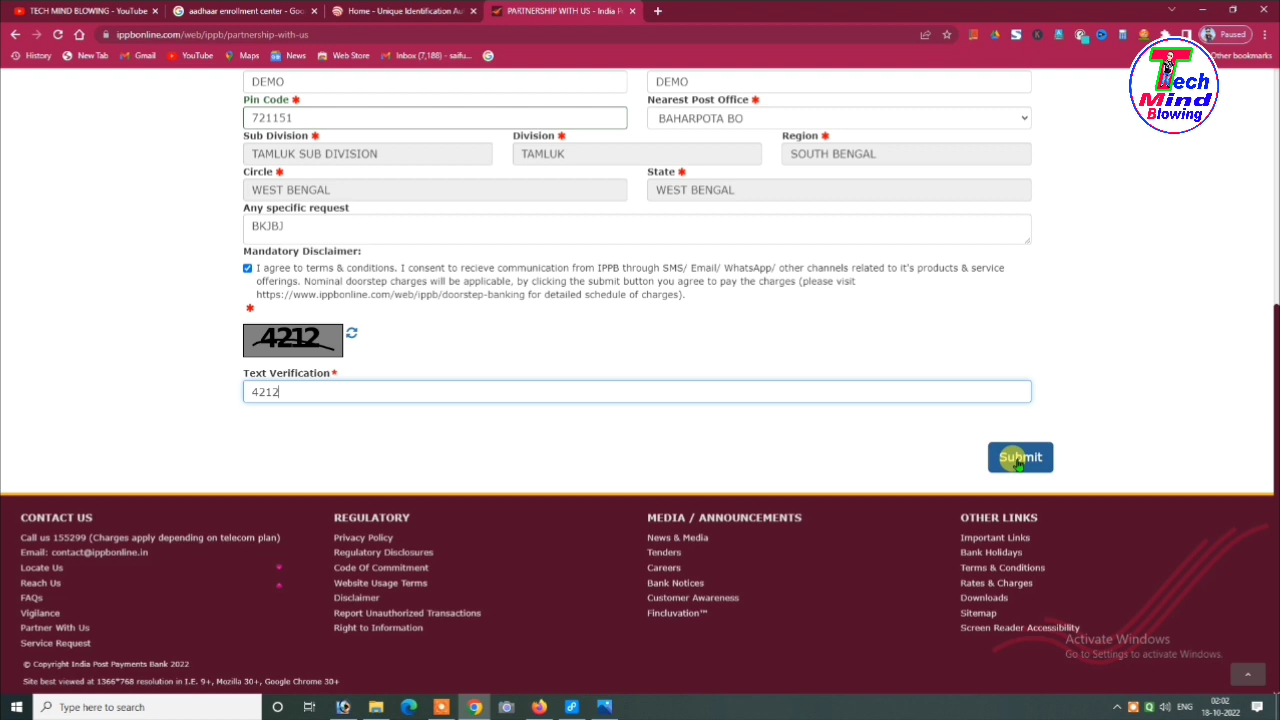 TECH MIND BLOWING - YouTube
aadhaar enrollment center - Goo
Home - Unique Identification Au
PARTNERSHIP WITH US - India P
ippbonline.com/web/ippb/partnership-with-us
Paused
History
New Tab
Gmail
YouTube
Maps
News
Web Store
Inbox (7,188) - saifu...
Other bookmarks
Tech
Mind
Blowing
DEMO
DEMO
Pin Code *
Nearest Post Office *
721151
BAHARPOTA BO
Sub Division *
Division *
Region *
TAMLUK SUB DIVISION
TAMLUK
SOUTH BENGAL
Circle *
State *
WEST BENGAL
WEST BENGAL
Any specific request
BKJBJ
Mandatory Disclaimer:
I agree to terms & conditions. I consent to recieve communication from IPPB through SMS/ Email/ WhatsApp/ other channels related to it's products & service
offerings. Nominal doorstep charges will be applicable, by clicking the submit button you agree to pay the charges (please visit
https://www.ippbonline.com/web/ippb/doorstep-banking for detailed schedule of charges).
*
4212
Text Verification*
4212
Submit
CONTACT US
Call us 155299 (Charges apply depending on telecom plan)
Email: contact@ippbonline.in
Locate Us
Reach Us
FAQs
Vigilance
Partner With Us
Service Request
REGULATORY
Privacy Policy
Regulatory Disclosures
Code Of Commitment
Website Usage Terms
Disclaimer
Report Unauthorized Transactions
Right to Information
MEDIA / ANNOUNCEMENTS
News & Media
Tenders
Careers
Bank Notices
Customer Awareness
Fincluvation™
OTHER LINKS
Important Links
Bank Holidays
Terms & Conditions
Rates & Charges
Downloads
Sitemap
Screen Reader Accessibility
Activate Windows
Go to Settings to activate Windows.
© Copyright India Post Payments Bank 2022
Site best viewed at 1366*768 resolution in I.E. 9+, Mozilla 30+, Google Chrome 30+
Type here to search
ENG
02:02
18-10-2022